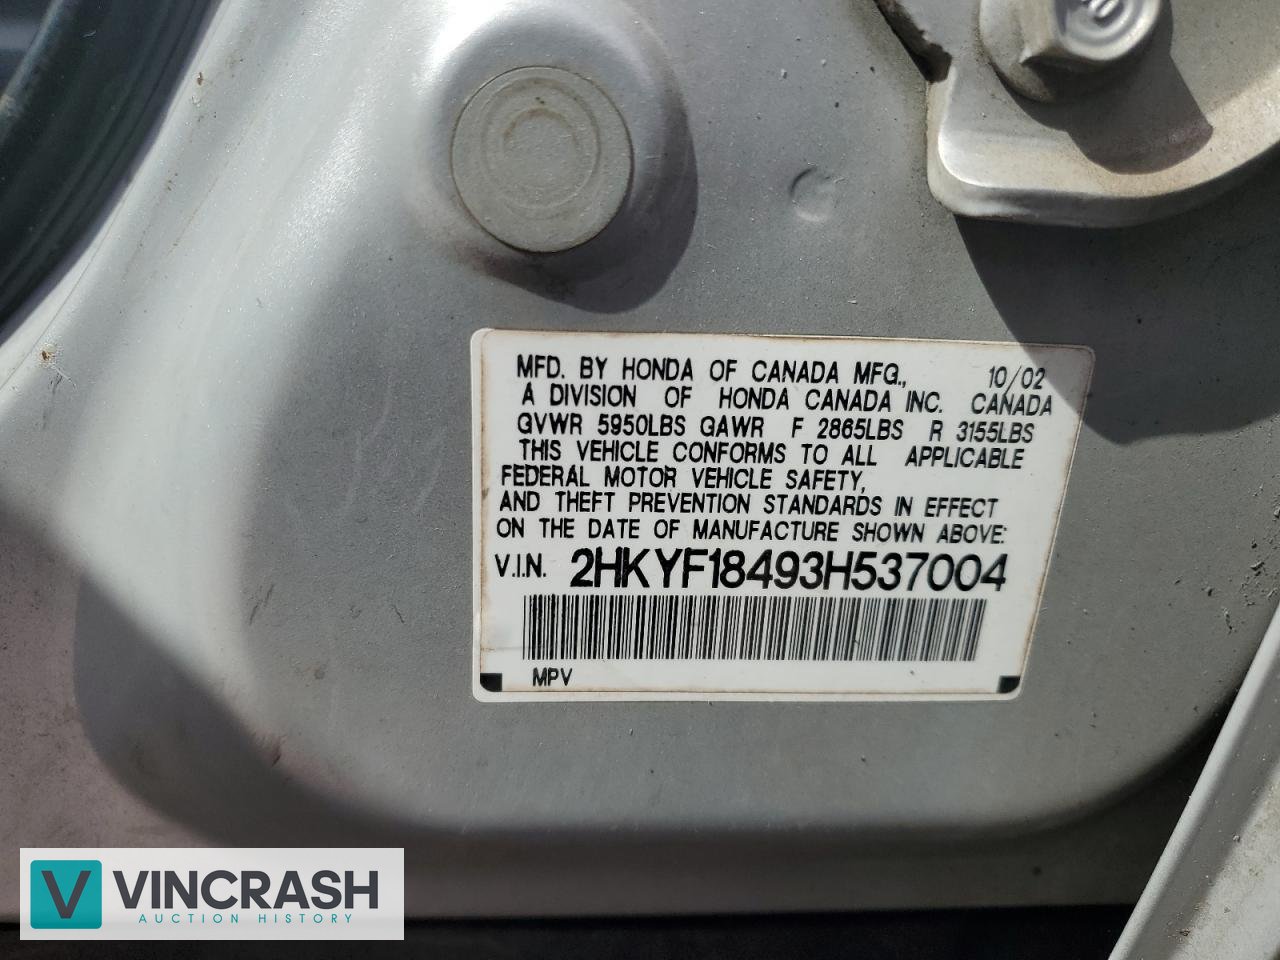 MFD. BY HONDA OF CANADA MFG., 10/02
A DIVISION OF HONDA CANADA INC. CANADA
GVWR 5950LBS GAWR F 2865LBS R 3155LBS
THIS VEHICLE CONFORMS TO ALL APPLICABLE
FEDERAL MOTOR VEHICLE SAFETY,
AND THEFT PREVENTION STANDARDS IN EFFECT
ON THE DATE OF MANUFACTURE SHOWN ABOVE:
V.I.N. 2HKYF18493H537004
MPV
V VINCRASH
AUCTION HISTORY